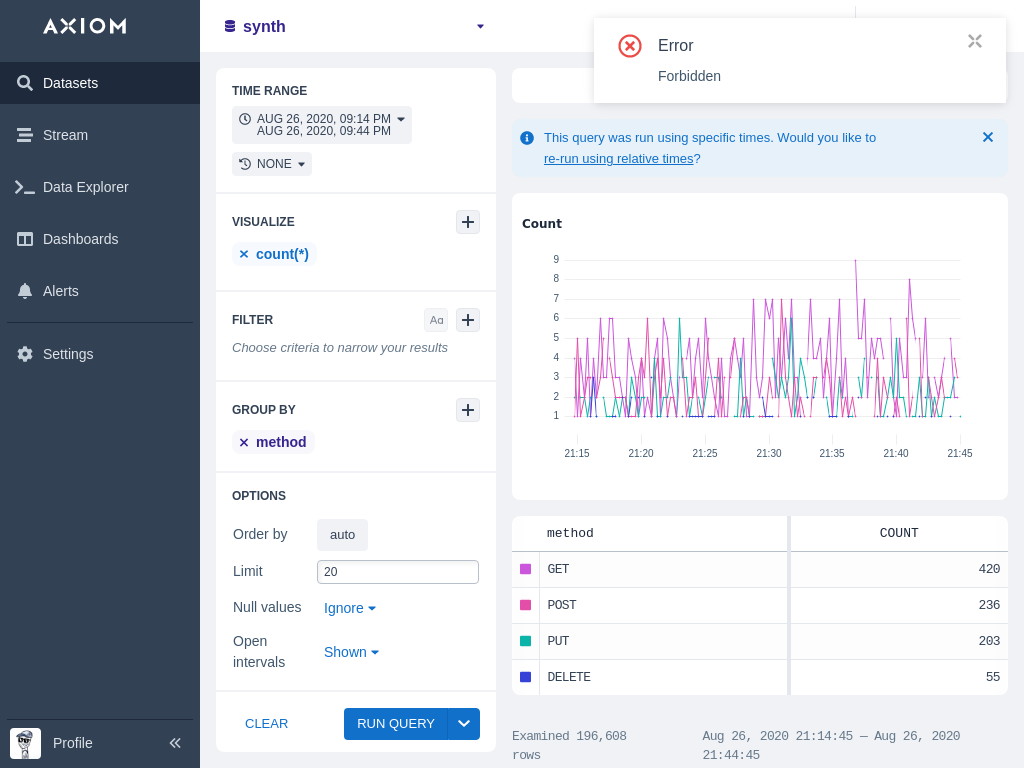 AXIOM
Datasets
Stream
Data Explorer
Dashboards
Alerts
Settings
Profile
synth
Error
Forbidden
TIME RANGE
AUG 26, 2020, 09:14 PM
AUG 26, 2020, 09:44 PM
NONE
VISUALIZE
count(*)
FILTER
Aa
Choose criteria to narrow your results
GROUP BY
method
OPTIONS
Order by auto
Limit 20
Null values Ignore
Open
intervals
Shown
CLEAR
RUN QUERY
This query was run using specific times. Would you like to
re-run using relative times?
Count
9
8
7
6
5
4
3
2
1
21:15 21:20 21:25 21:30 21:35 21:40 21:45
method COUNT
GET 420
POST 236
PUT 203
DELETE 55
Examined 196,608
rows
Aug 26, 2020 21:14:45 — Aug 26, 2020
21:44:45